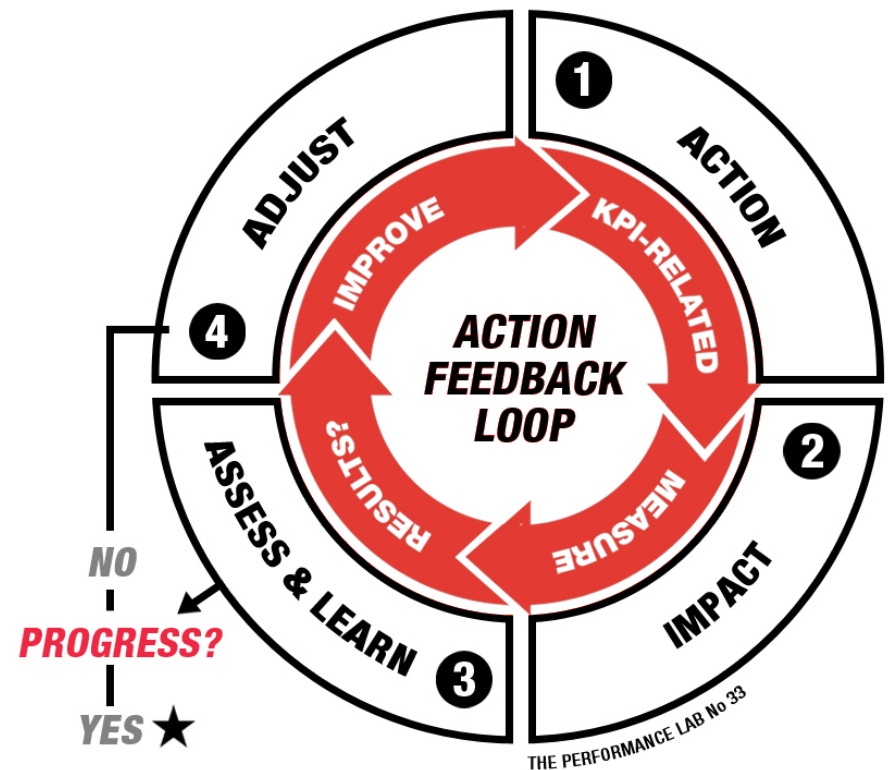 1
ACTION
KPI-RELATED
2
IMPACT
MEASURE
3
ASSESS & LEARN
RESULTS?
4
ADJUST
IMPROVE
ACTION
FEEDBACK
LOOP
NO
PROGRESS?
YES
THE PERFORMANCE LAB No 33